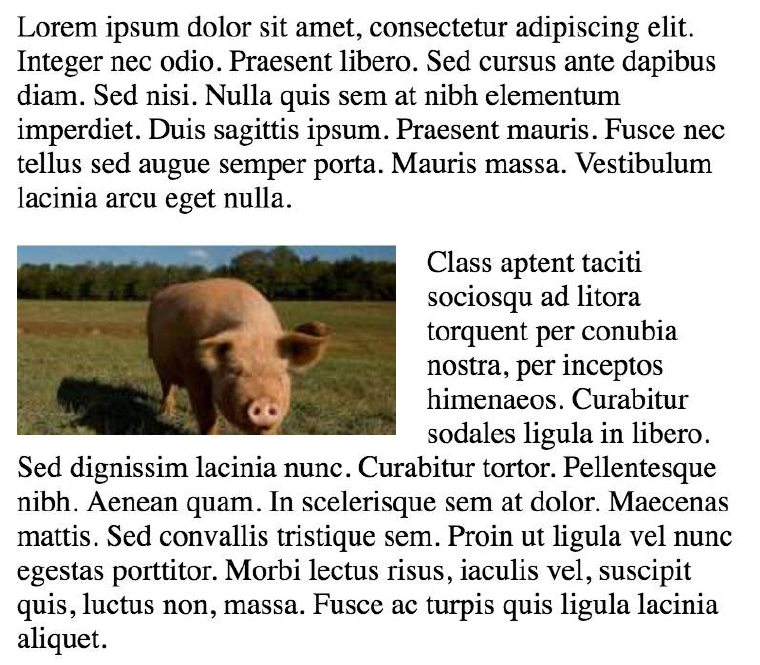 Lorem ipsum dolor sit amet, consectetur adipiscing elit.
Integer nec odio. Praesent libero. Sed cursus ante dapibus
diam. Sed nisi. Nulla quis sem at nibh elementum
imperdiet. Duis sagittis ipsum. Praesent mauris. Fusce nec
tellus sed augue semper porta. Mauris massa. Vestibulum
lacinia arcu eget nulla.
Class aptent taciti
sociosqu ad litora
torquent per conubia
nostra, per inceptos
himenaeos. Curabitur
sodales ligula in libero.
Sed dignissim lacinia nunc. Curabitur tortor. Pellentesque
nibh. Aenean quam. In scelerisque sem at dolor. Maecenas
mattis. Sed convallis tristique sem. Proin ut ligula vel nunc
egestas porttitor. Morbi lectus risus, iaculis vel, suscipit
quis, luctus non, massa. Fusce ac turpis quis ligula lacinia
aliquet.